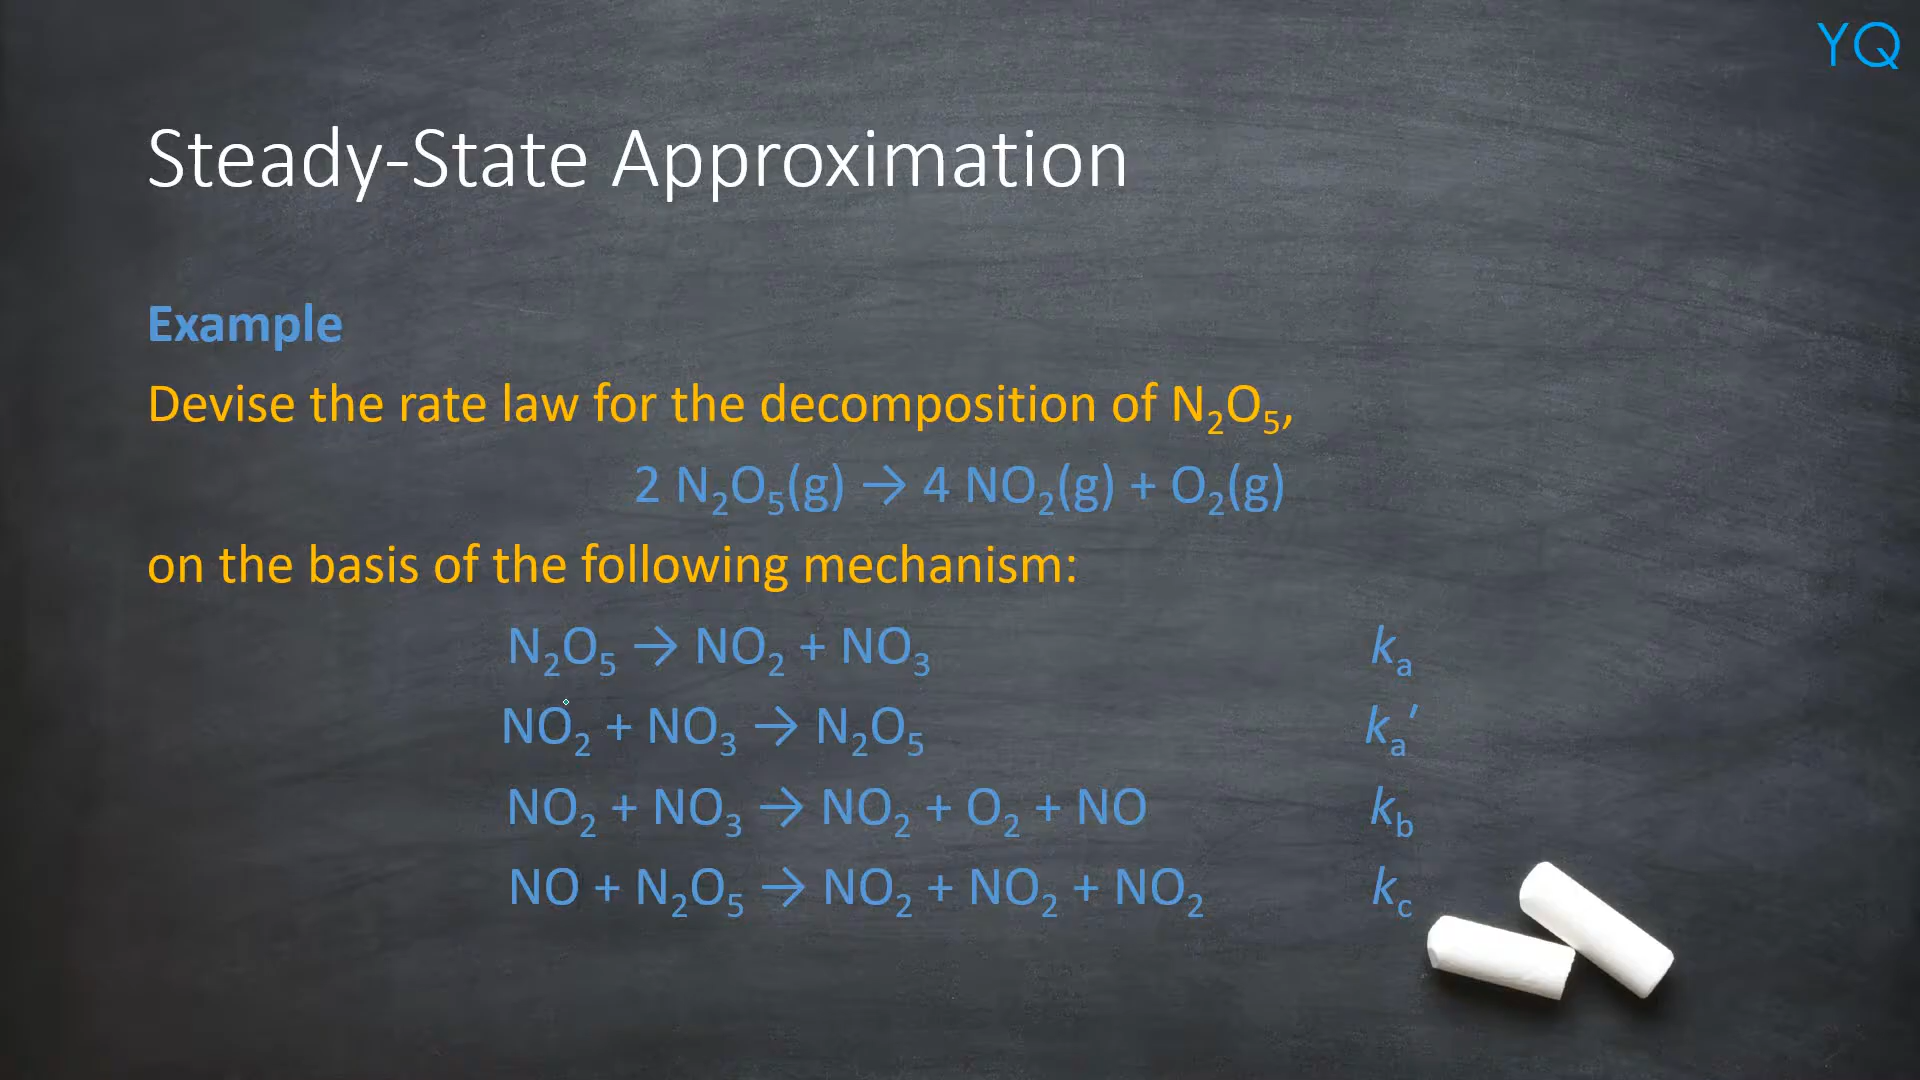 YQ
Steady-State Approximation
Example
Devise the rate law for the decomposition of N₂O₅,
2 N₂O₅(g) → 4 NO₂(g) + O₂(g)
on the basis of the following mechanism:
N₂O₅ → NO₂ + NO₃ kₐ
NO₂ + NO₃ → N₂O₅ kₐ′
NO₂ + NO₃ → NO₂ + O₂ + NO k_b
NO + N₂O₅ → NO₂ + NO₂ + NO₂ k_c